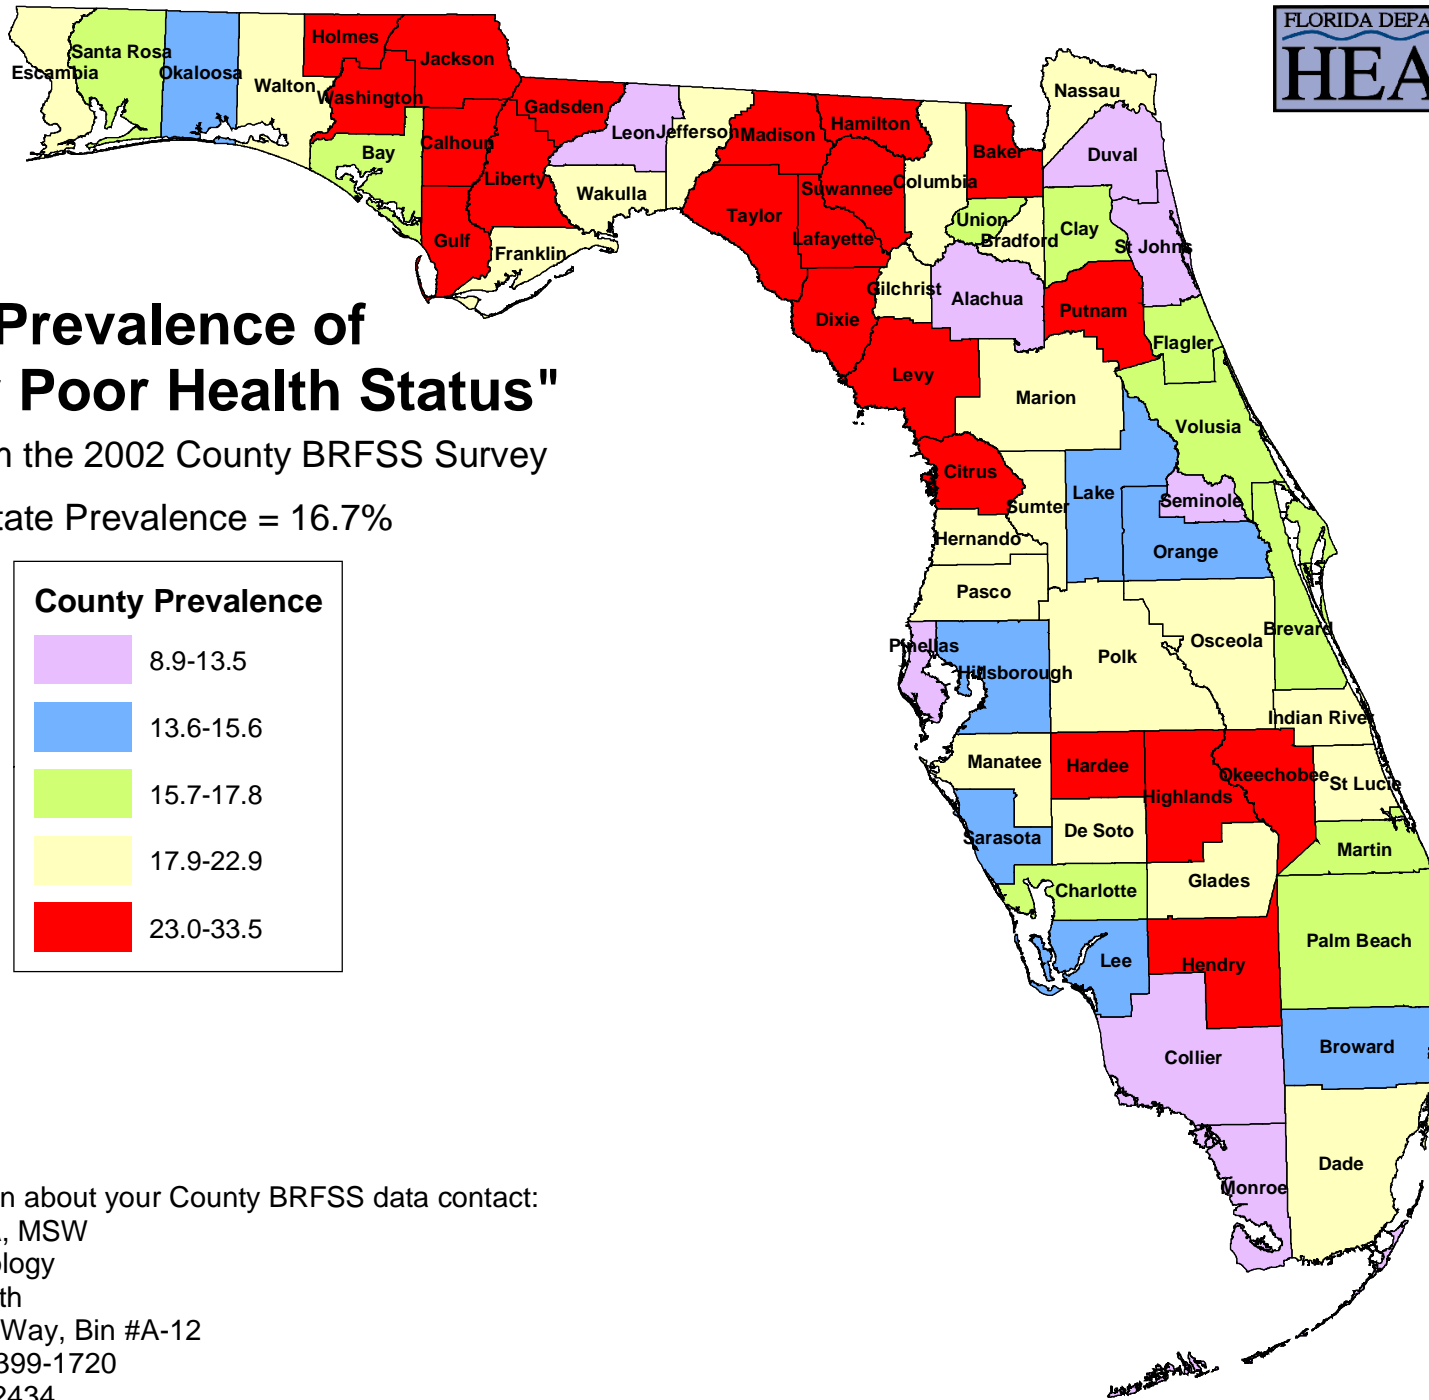 FLORIDA DEPA
HEA
Holmes
Jackson
Santa Rosa
Escambia
Okaloosa
Walton
Washington
Gadsden
Nassau
Leon
Jefferson
Madison
Hamilton
Calhoun
Bay
Baker
Duval
Liberty
Wakulla
Suwannee
Columbia
Taylor
Union
Bradford
Clay
St Johns
Lafayette
Gulf
Franklin
Gilchrist
Alachua
Putnam
Dixie
Flagler
Prevalence of
Poor Health Status"
the 2002 County BRFSS Survey
tate Prevalence = 16.7%
Levy
Marion
Volusia
Citrus
Lake
Seminole
Sumter
Hernando
Orange
Pasco
Brevard
Osceola
Pinellas
Polk
Hillsborough
Indian River
Manatee
Hardee
Okeechobee
St Lucie
Highlands
Sarasota
De Soto
Martin
Glades
Charlotte
Palm Beach
Lee
Hendry
Broward
Collier
Dade
Monroe
County Prevalence
8.9-13.5
13.6-15.6
15.7-17.8
17.9-22.9
23.0-33.5
n about your County BRFSS data contact:
, MSW
ology
th
Way, Bin #A-12
399-1720
2434